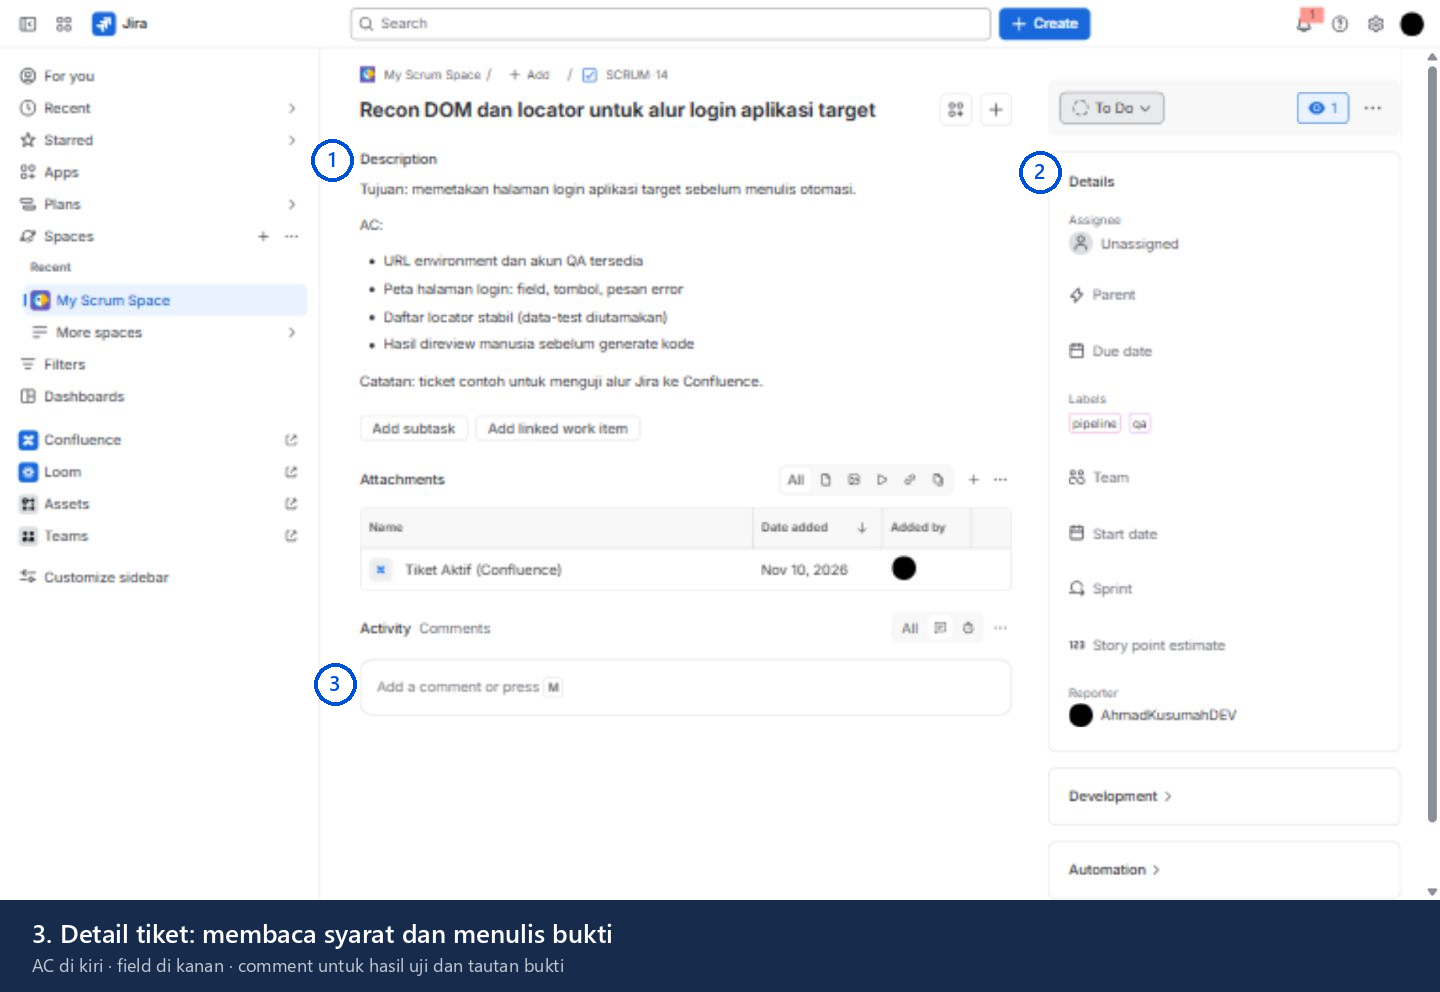 Jira
Search
+ Create
1
For you
Recent
Starred
Apps
Plans
Spaces
Recent
My Scrum Space
More spaces
Filters
Dashboards
Confluence
Loom
Assets
Teams
Customize sidebar
My Scrum Space / + Add / SCRUM-14
Recon DOM dan locator untuk alur login aplikasi target
1
Description
Tujuan: memetakan halaman login aplikasi target sebelum menulis otomasi.
AC:
• URL environment dan akun QA tersedia
• Peta halaman login: field, tombol, pesan error
• Daftar locator stabil (data-test diutamakan)
• Hasil direview manusia sebelum generate kode
Catatan: ticket contoh untuk menguji alur Jira ke Confluence.
Add subtask Add linked work item
Attachments
All
Name Date added Added by
Tiket Aktif (Confluence) Nov 10, 2026
Activity Comments
All
3
Add a comment or press M
To Do
1
2
Details
Assignee
Unassigned
Parent
Due date
Labels
pipeline qa
Team
Start date
Sprint
123 Story point estimate
Reporter
AhmadKusumahDEV
Development
Automation
3. Detail tiket: membaca syarat dan menulis bukti
AC di kiri · field di kanan · comment untuk hasil uji dan tautan bukti